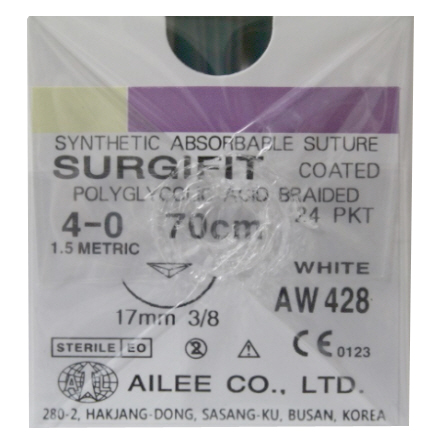 SYNTHETIC ABSORBABLE SUTURE
SURGIFIT COATED
POLYGLYCOLIC ACID BRAIDED
4-0 70cm 24 PKT
1.5 METRIC
WHITE
17mm 3/8 AW 428
STERILE EO 2 CE 0123
AILEE CO., LTD.
280-2, HAKJANG-DONG, SASANG-KU, BUSAN, KOREA